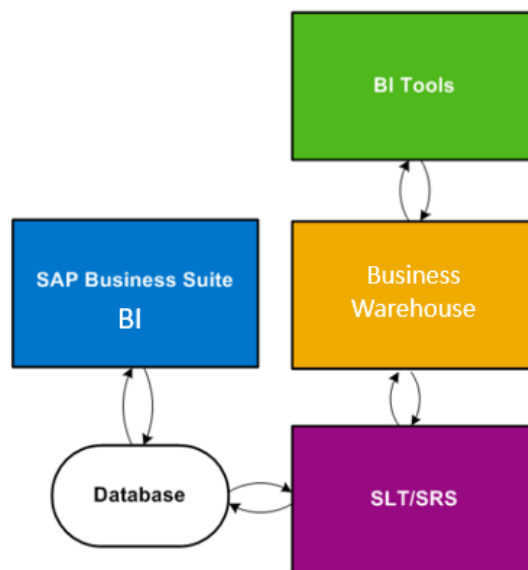 BI Tools
SAP Business Suite
BI
Business
Warehouse
Database
SLT/SRS